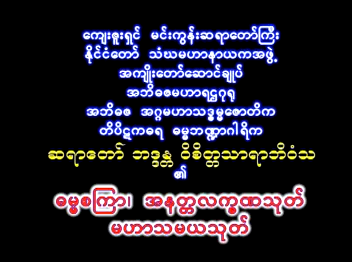 ကျေးဇူးရှင် မင်းကွန်းဆရာတော်ကြီး
နိုင်ငံတော် သံဃမဟာနာယကအဖွဲ့
အကျိုးတော်ဆောင်ချုပ်
အဘိဓဇမဟာရဋ္ဌဂုရု
အဘိဓဇ အဂ္ဂမဟာသဒ္ဓမ္မဇောတိက
တိပိဋကဓရ ဓမ္မဘဏ္ဍာဂါရိက
ဆရာတော် ဘဒ္ဒန္တ ဝိစိတ္တသာရာဘိဝံသ
၏
ဓမ္မစကြာ၊ အနတ္တလက္ခဏသုတ်
မဟာသမယသုတ်